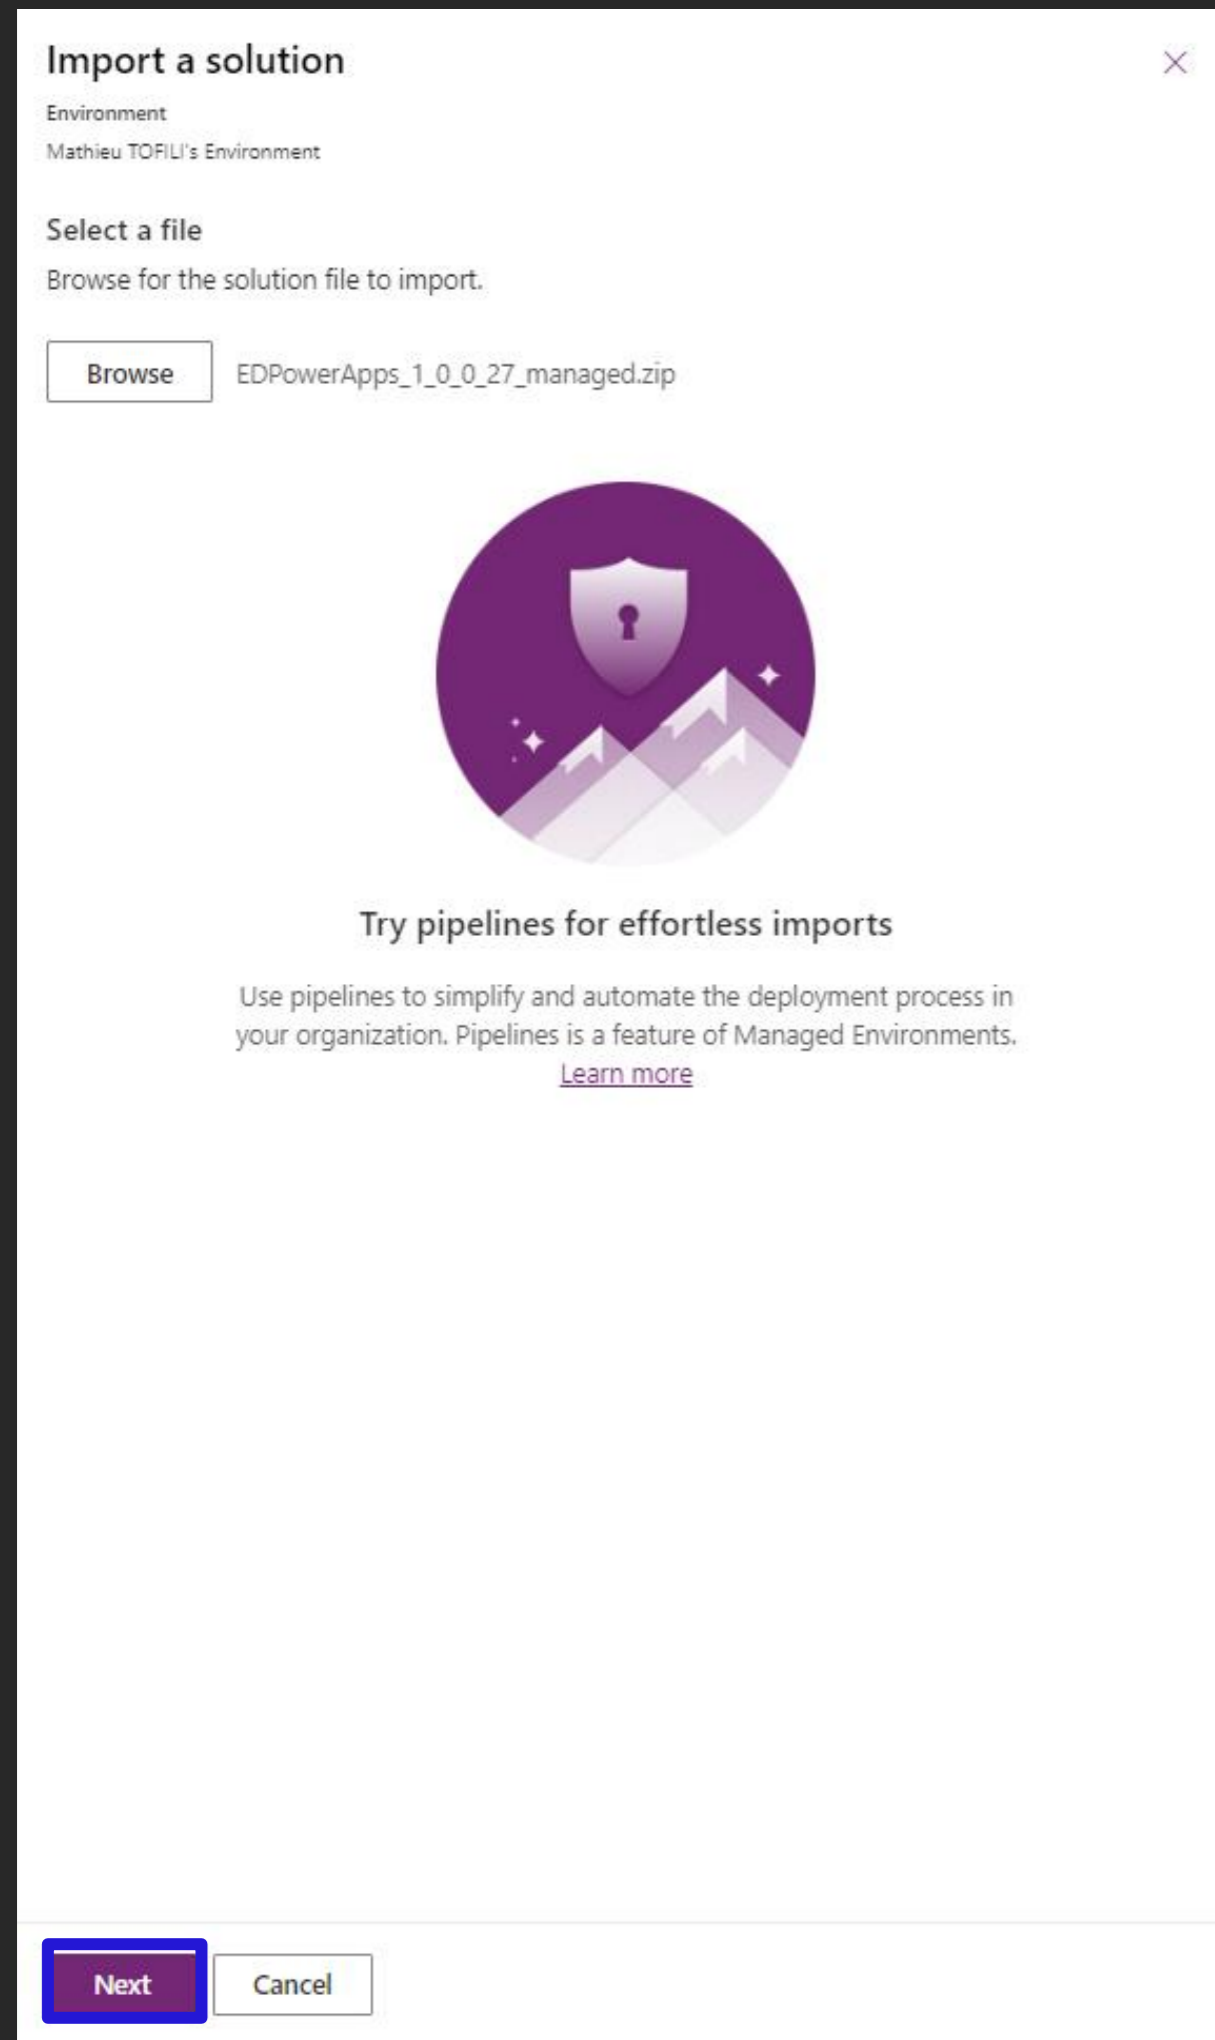 Import a solution
Environment
Mathieu TOFILI's Environment
Select a file
Browse for the solution file to import.
Browse
EDPowerApps_1_0_0_27_managed.zip
Try pipelines for effortless imports
Use pipelines to simplify and automate the deployment process in
your organization. Pipelines is a feature of Managed Environments.
Learn more
Next
Cancel